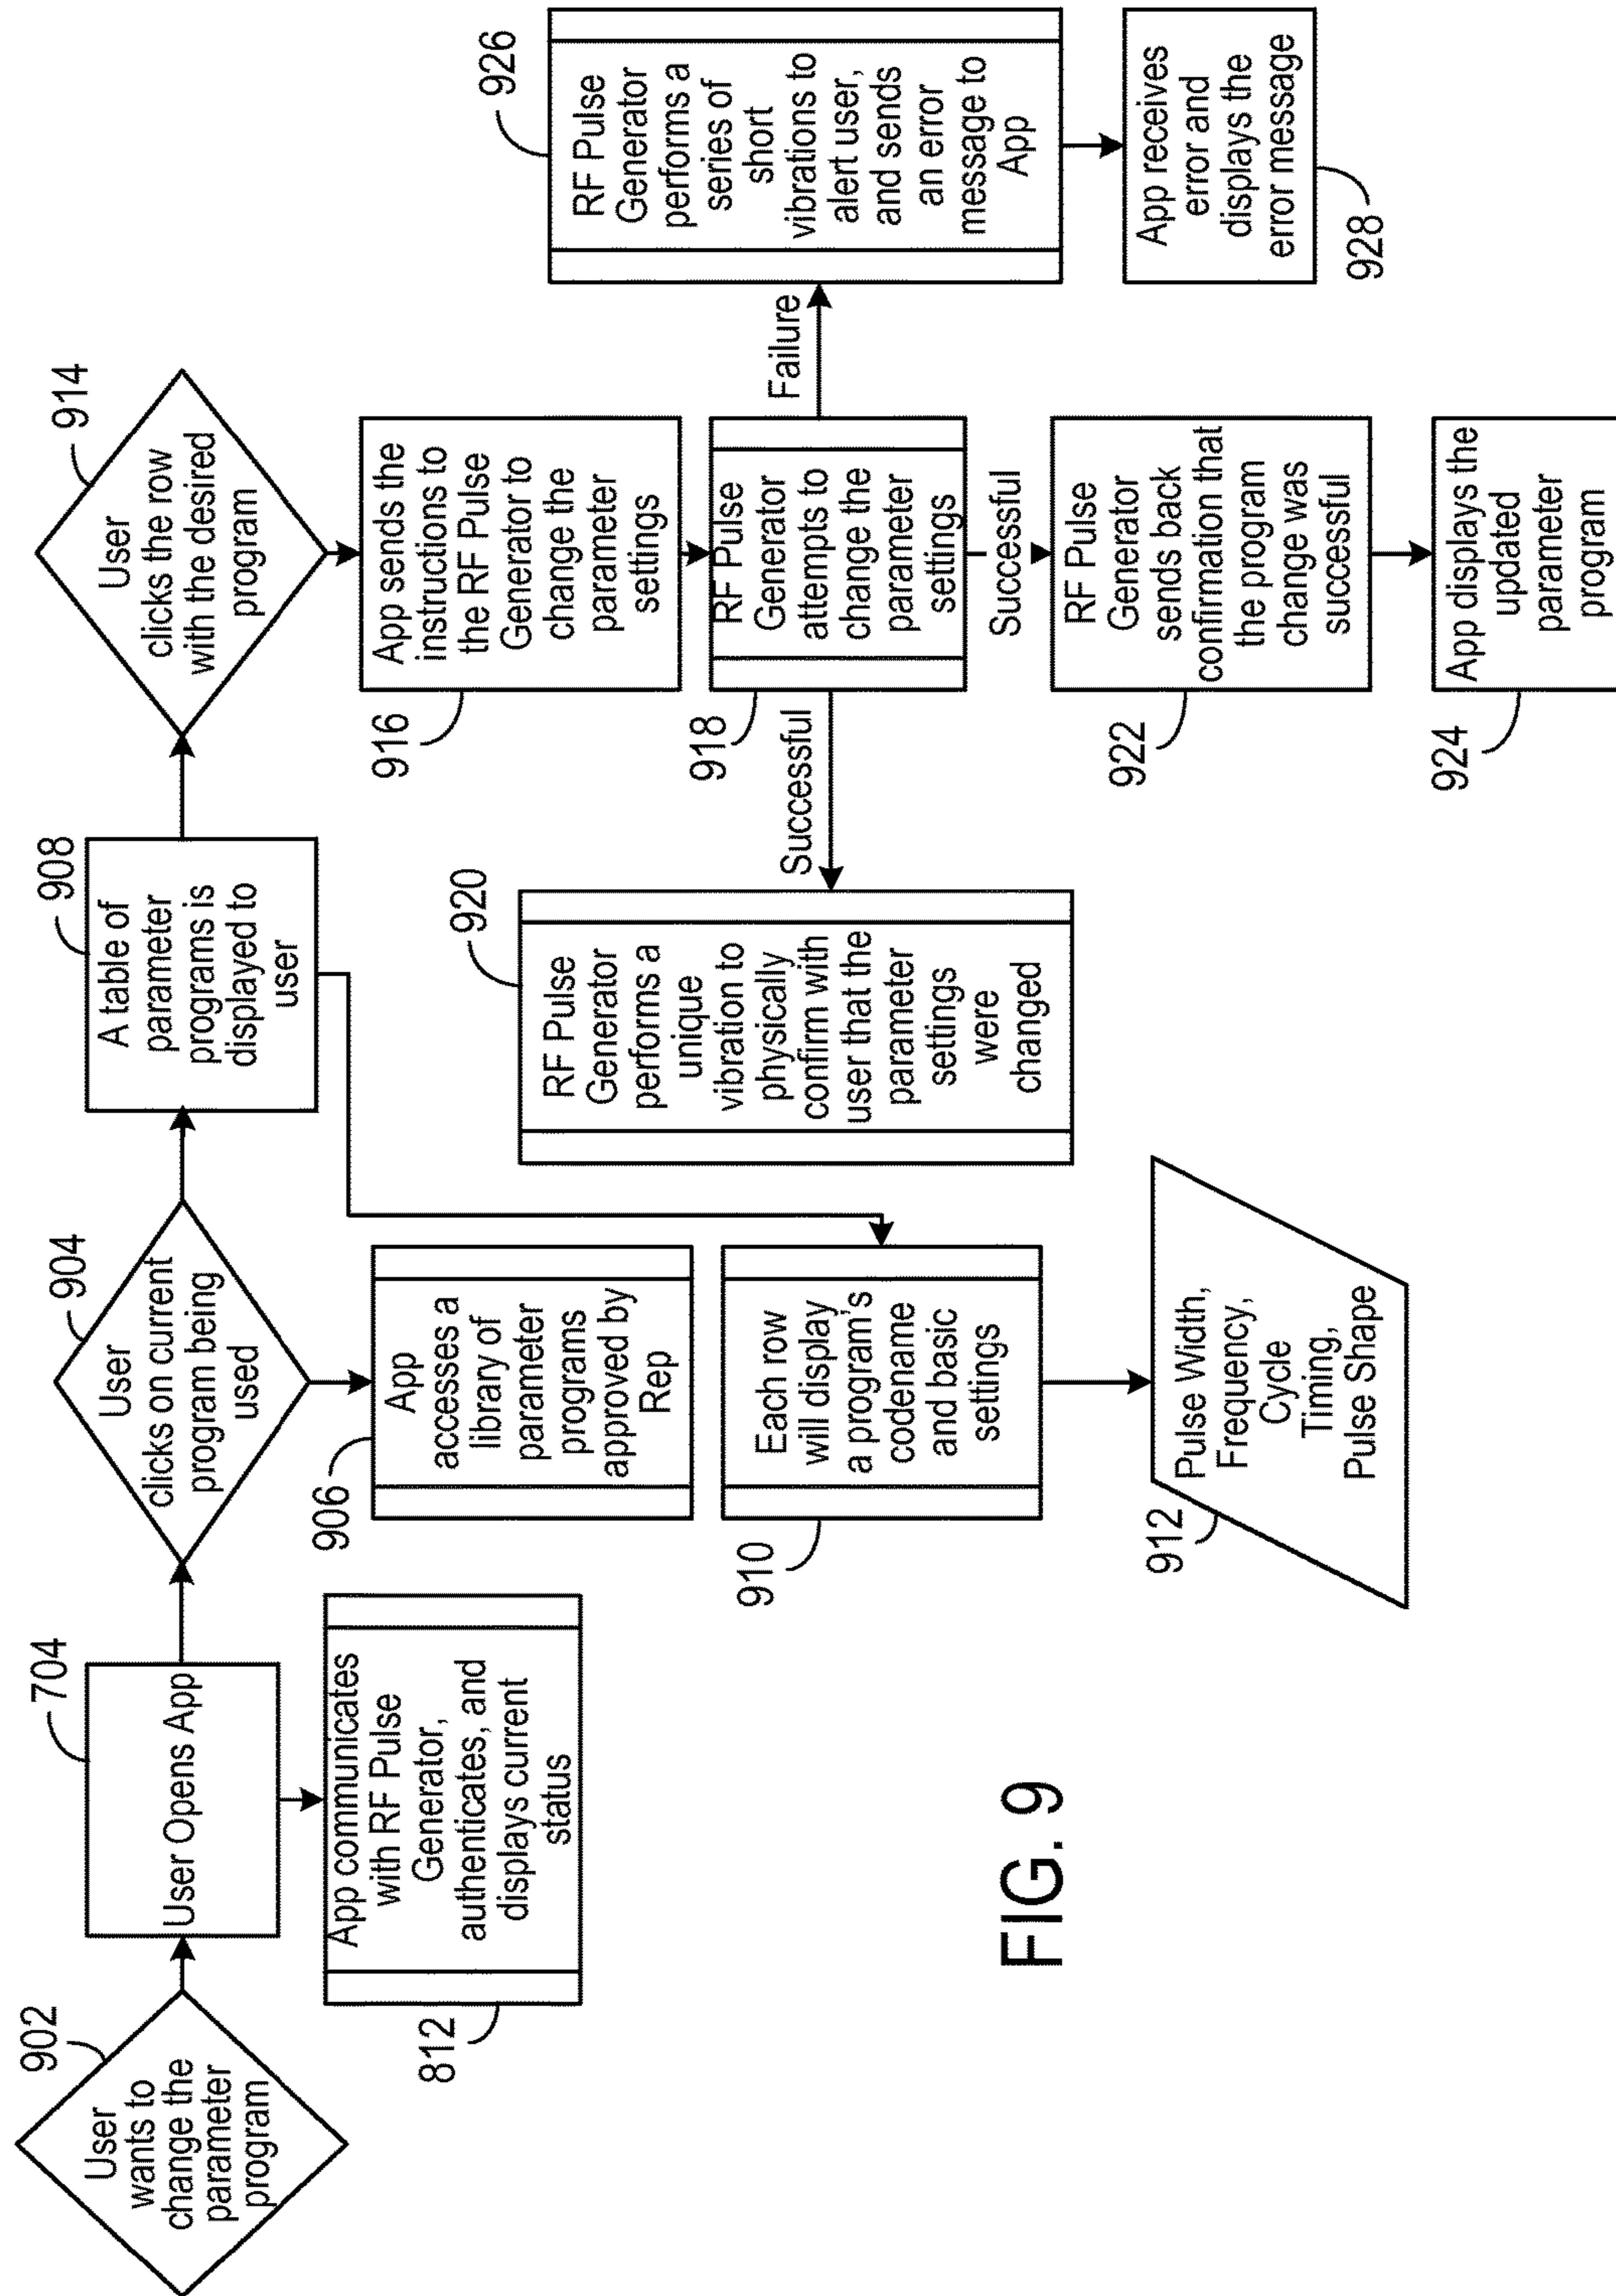 902
User
wants to
change the
parameter
program
704
User Opens App
812
App communicates
with RF Pulse
Generator,
authenticates, and
displays current
status
904
User
clicks on current
program being
used
906
App
accesses a
library of
parameter
programs
approved by
Rep
908
A table of
parameter
programs is
displayed to
user
910
Each row
will display
a program's
codename
and basic
settings
912
Pulse Width,
Frequency,
Cycle
Timing,
Pulse Shape
914
User
clicks the row
with the desired
program
916
App sends the
instructions to
the RF Pulse
Generator to
change the
parameter
settings
918
RF Pulse
Generator
attempts to
change the
parameter
settings
Successful
920
RF Pulse
Generator
performs a
unique
vibration to
physically
confirm with
user that the
parameter
settings
were
changed
Successful
922
RF Pulse
Generator
sends back
confirmation that
the program
change was
successful
924
App displays the
updated
parameter
program
Failure
926
RF Pulse
Generator
performs a
series of
short
vibrations to
alert user,
and sends
an error
message to
App
928
App receives
error and
displays the
error message
FIG. 9